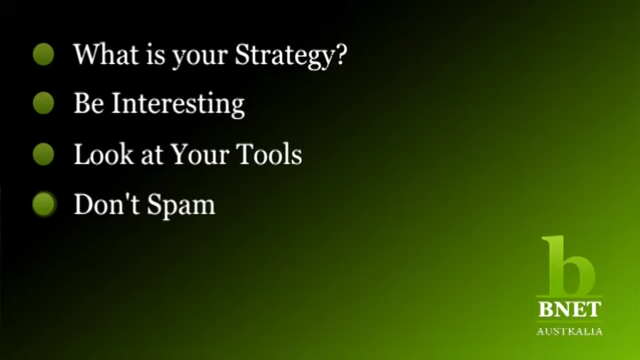 What is your Strategy?
Be Interesting
Look at Your Tools
Don't Spam
b
BNET
AUSTRALIA